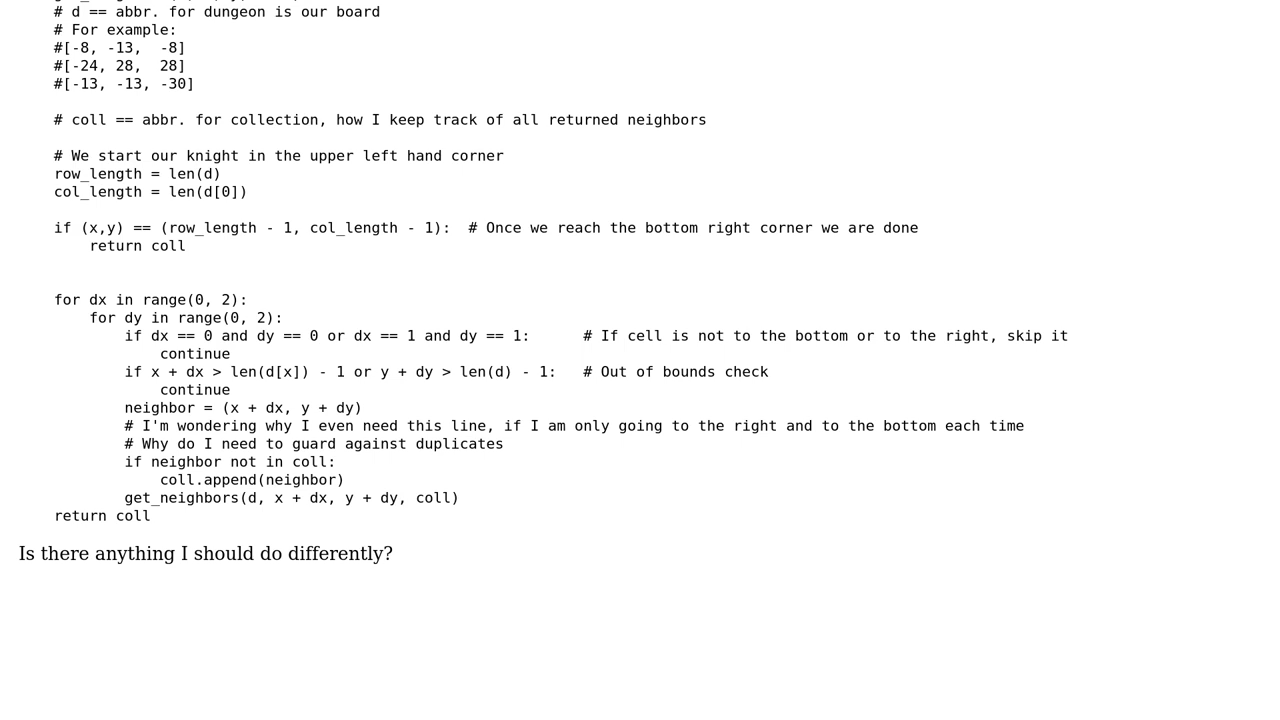 # d == abbr. for dungeon is our board
# For example:
#[-8, -13,  -8]
#[-24, 28,  28]
#[-13, -13, -30]
# coll == abbr. for collection, how I keep track of all returned neighbors
# We start our knight in the upper left hand corner
row_length = len(d)
col_length = len(d[0])
if (x,y) == (row_length - 1, col_length - 1):  # Once we reach the bottom right corner we are done
return coll
for dx in range(0, 2):
for dy in range(0, 2):
if dx == 0 and dy == 0 or dx == 1 and dy == 1:      # If cell is not to the bottom or to the right, skip it
continue
if x + dx > len(d[x]) - 1 or y + dy > len(d) - 1:   # Out of bounds check
continue
neighbor = (x + dx, y + dy)
# I'm wondering why I even need this line, if I am only going to the right and to the bottom each time
# Why do I need to guard against duplicates
if neighbor not in coll:
coll.append(neighbor)
get_neighbors(d, x + dx, y + dy, coll)
return coll
Is there anything I should do differently?